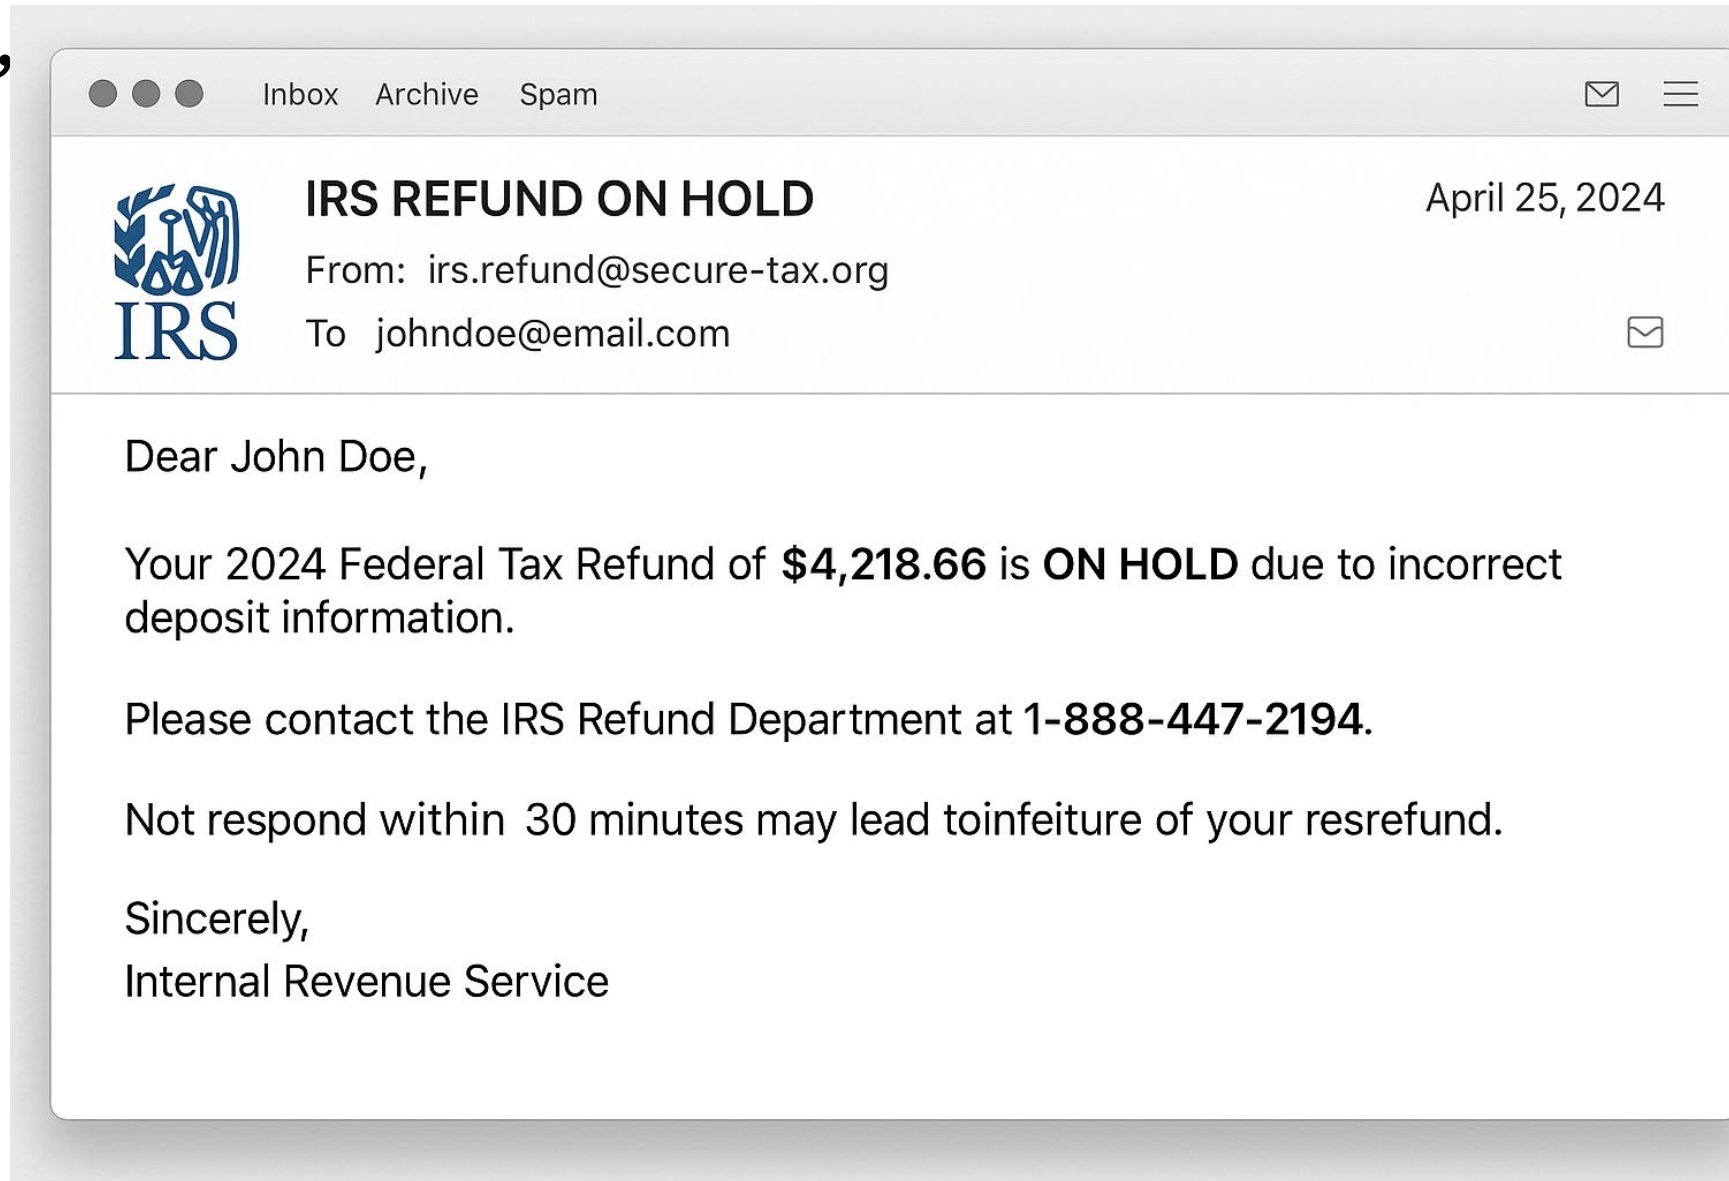 Inbox Archive Spam
IRS REFUND ON HOLD April 25, 2024
From: irs.refund@secure-tax.org
To johndoe@email.com
IRS
Dear John Doe,
Your 2024 Federal Tax Refund of $4,218.66 is ON HOLD due to incorrect
deposit information.
Please contact the IRS Refund Department at 1-888-447-2194.
Not respond within 30 minutes may lead toinfeiture of your resrefund.
Sincerely,
Internal Revenue Service